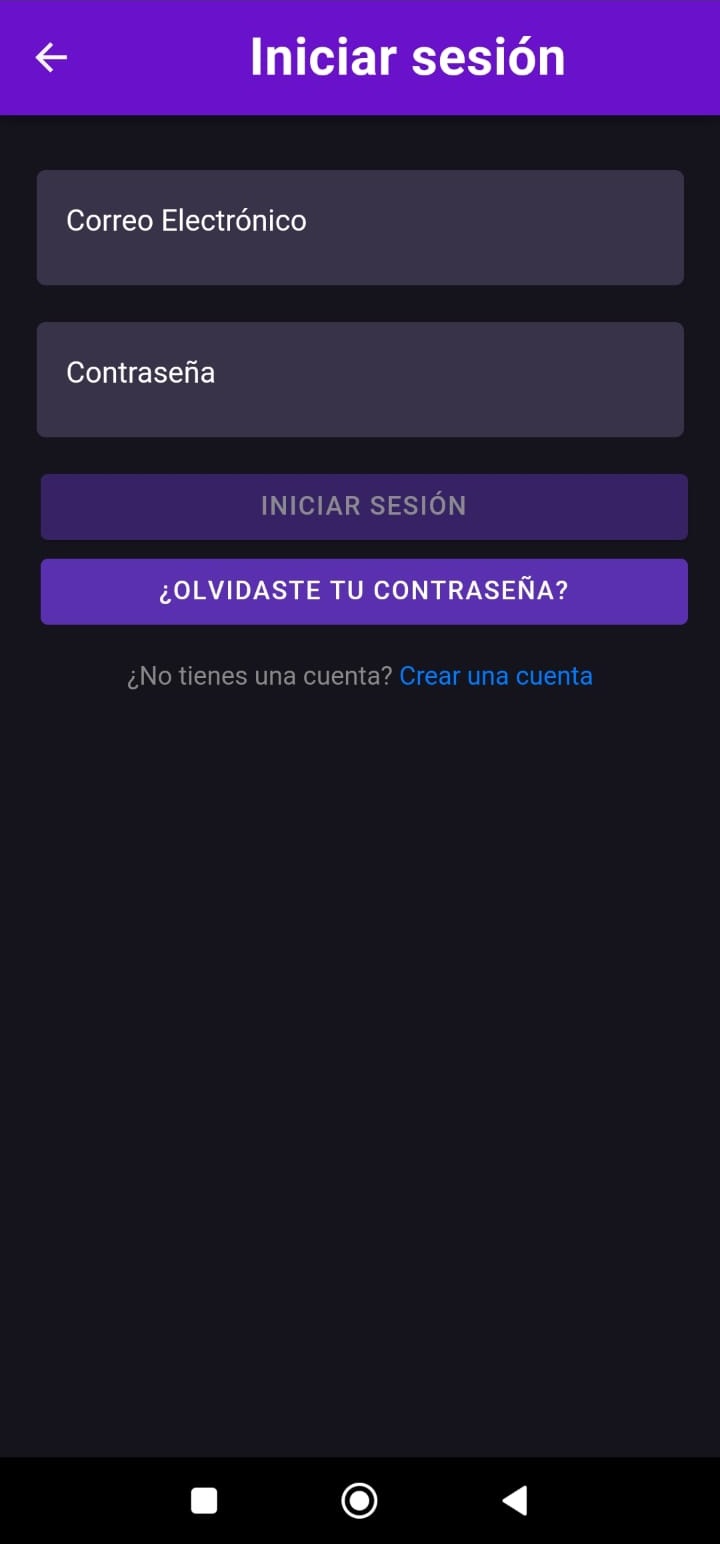 Iniciar sesión
Correo Electrónico
Contraseña
INICIAR SESIÓN
¿OLVIDASTE TU CONTRASEÑA?
¿No tienes una cuenta? Crear una cuenta